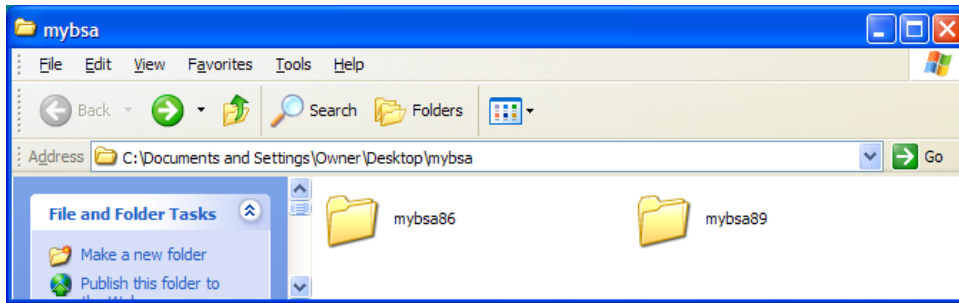 mybsa
File Edit View Favorites Tools Help
Back Search Folders
Address C:\Documents and Settings\Owner\Desktop\mybsa Go
File and Folder Tasks
Make a new folder
Publish this folder to
mybsa86
mybsa89